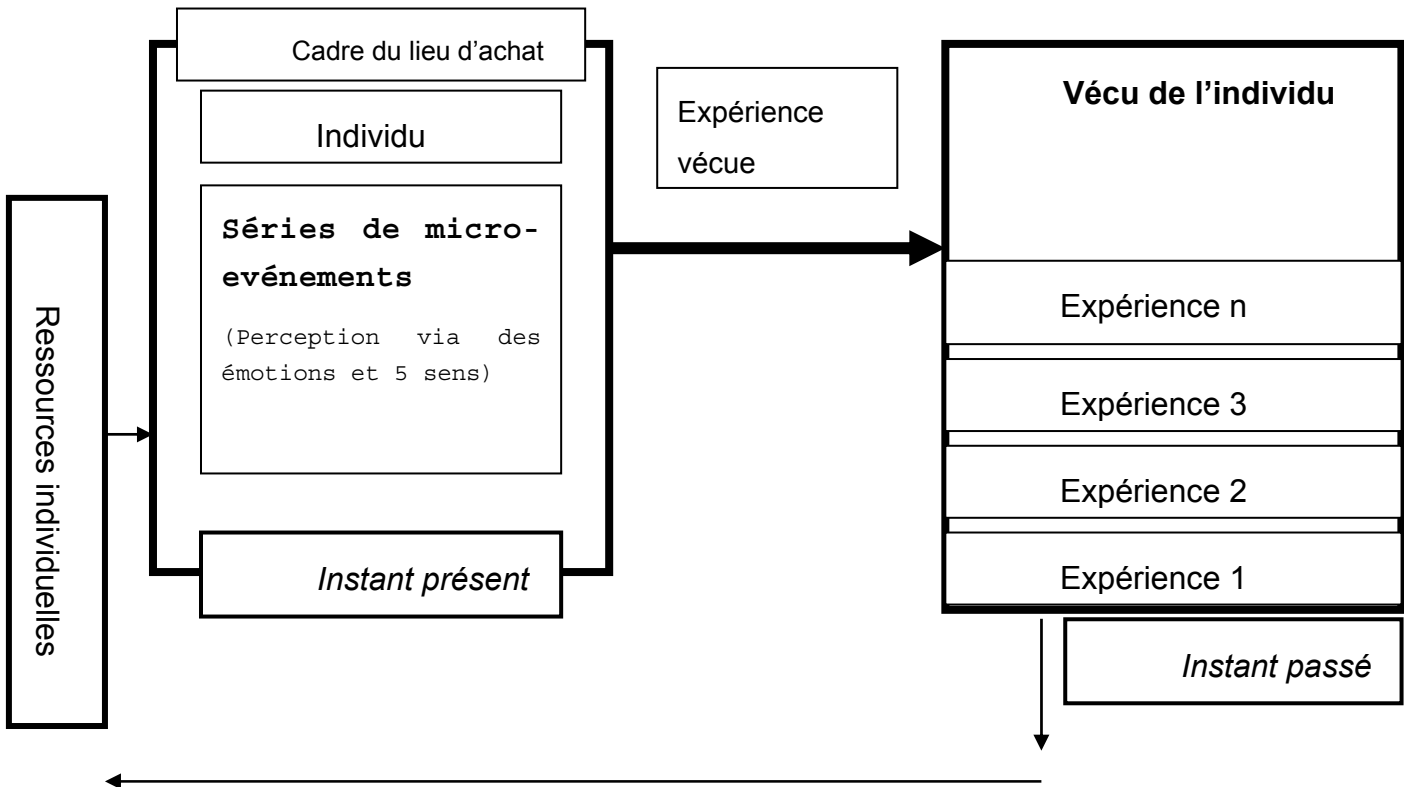 Cadre du lieu d’achat
Individu
Séries de micro-
evénements
(Perception via des
émotions et 5 sens)
Instant présent
Ressources individuelles
Expérience
vécue
Vécu de l’individu
Expérience n
Expérience 3
Expérience 2
Expérience 1
Instant passé